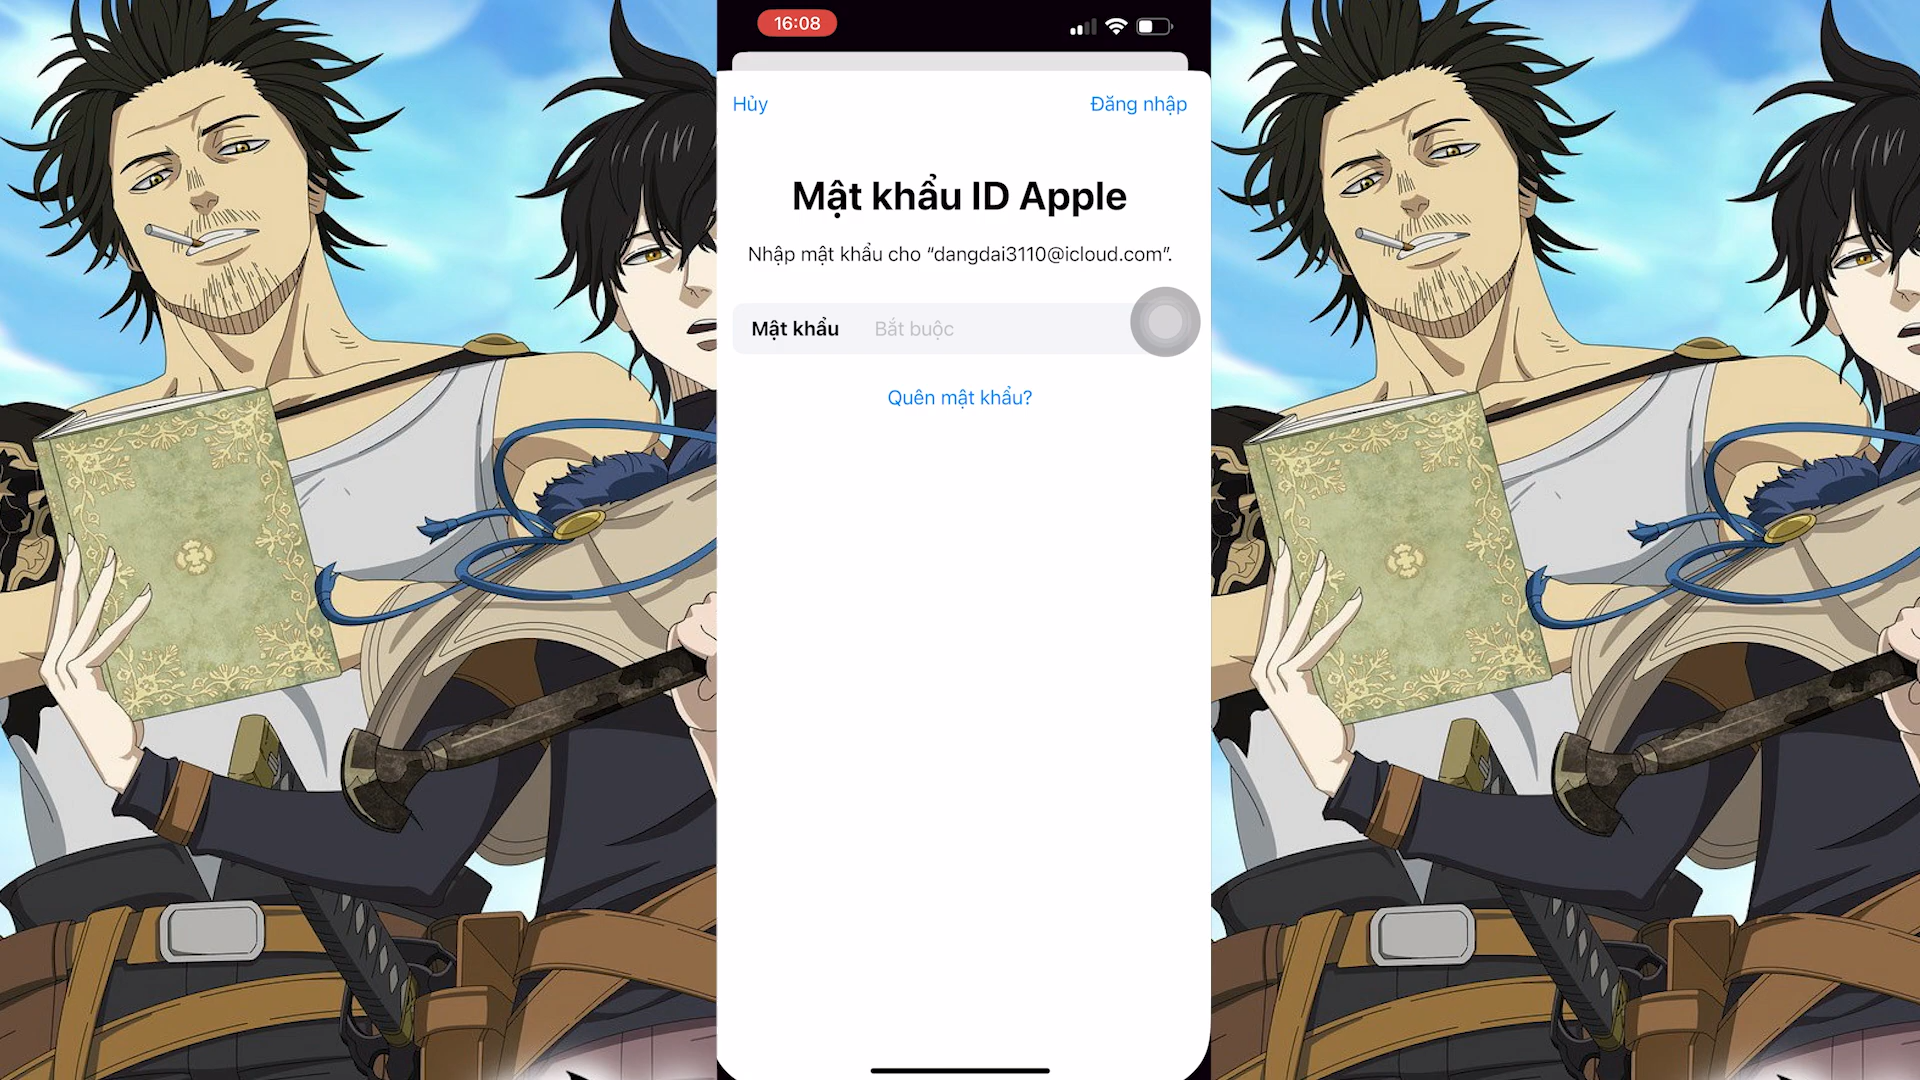 16:08
Hủy
Đăng nhập
Mật khẩu ID Apple
Nhập mật khẩu cho “dangdai3110@icloud.com”.
Mật khẩu
Bắt buộc
Quên mật khẩu?